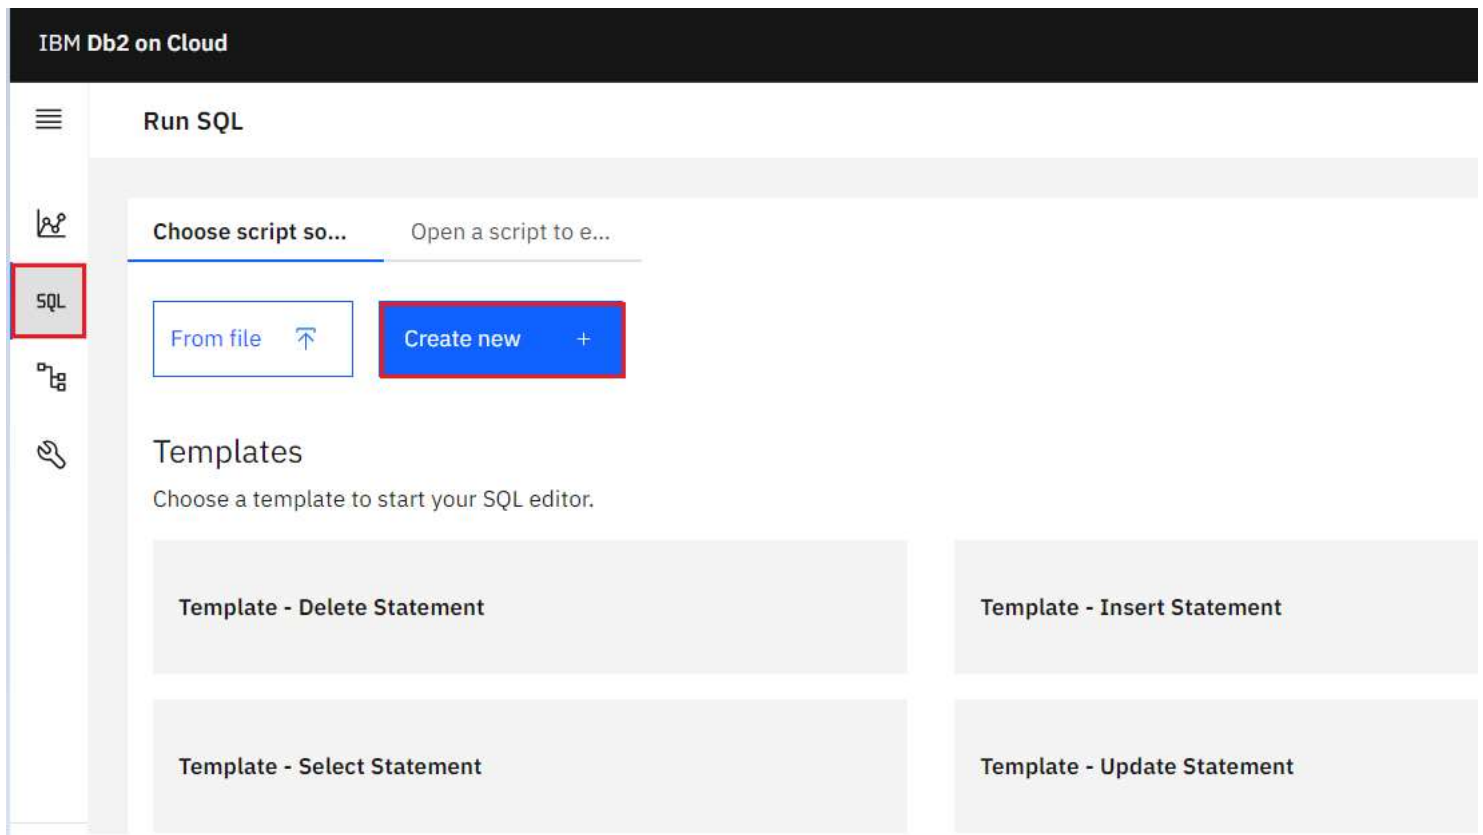 IBM Db2 on Cloud
Run SQL
Choose script so... Open a script to e...
SQL
From file Create new +
Templates
Choose a template to start your SQL editor.
Template - Delete Statement Template - Insert Statement
Template - Select Statement Template - Update Statement